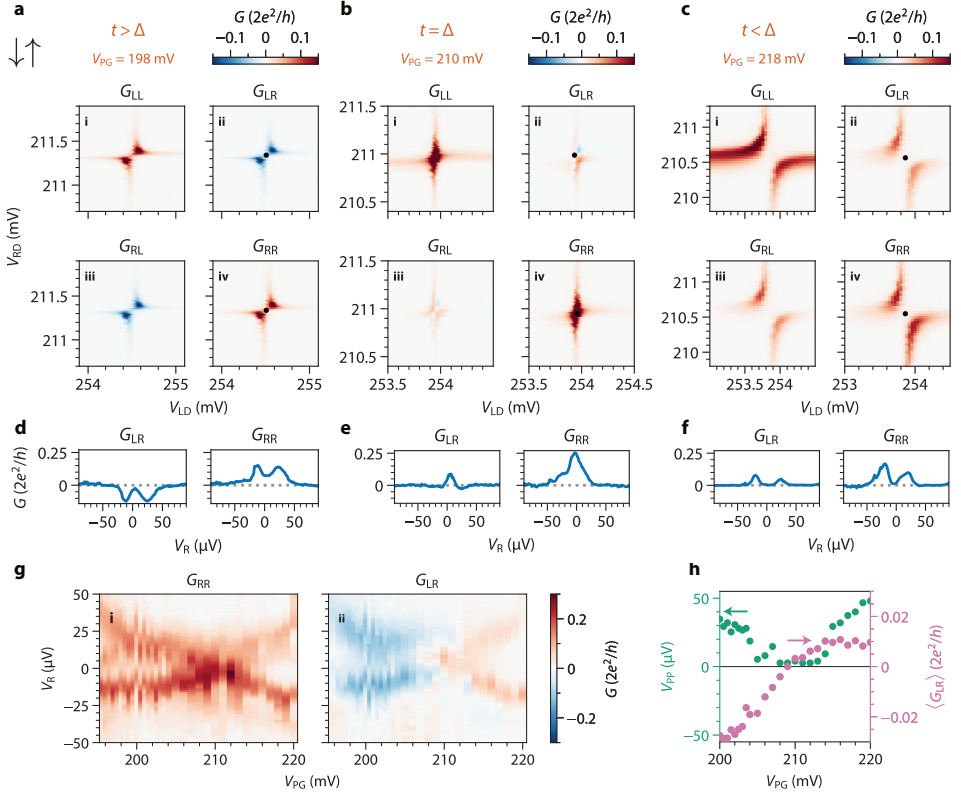 a
G (2e²/h)
b
G (2e²/h)
c
G (2e²/h)
↓↑
t > Δ
−0.1 0 0.1
t = Δ
−0.1 0 0.1
t < Δ
−0.1 0 0.1
V_PG = 198 mV
V_PG = 210 mV
V_PG = 218 mV
G_LL
G_LR
G_LL
G_LR
G_LL
G_LR
i
ii
i
ii
i
ii
211.5
211
211.5
211
210.5
211
210.5
210
V_RD (mV)
G_RL
G_RR
G_RL
G_RR
G_RL
G_RR
iii
iv
iii
iv
iii
iv
211.5
211
211.5
211
210.5
211
210.5
210
254 255
254 255
253.5 254
253.5 254 254.5
253.5 254
253 254
V_LD (mV)
V_LD (mV)
V_LD (mV)
d
G_LR
G_RR
e
G_LR
G_RR
f
G_LR
G_RR
G (2e²/h)
0.25
0
0.25
0
0.25
0
−50 0 50
−50 0 50
−50 0 50
−50 0 50
−50 0 50
−50 0 50
V_R (μV)
V_R (μV)
V_R (μV)
g
G_RR
G_LR
h
i
ii
V_R (μV)
50
25
0
−25
−50
200 210 220
200 210 220
V_PG (mV)
0.2
0
−0.2
G (2e²/h)
V_PP (μV)
50
0
−50
200 210 220
V_PG (mV)
0.02
0
−0.02
⟨G_LR⟩ (2e²/h)